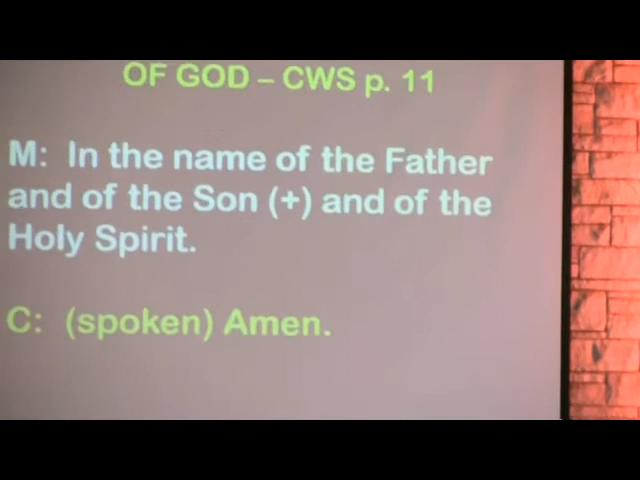 OF GOD – CWS p. 11
M: In the name of the Father
and of the Son (+) and of the
Holy Spirit.
C: (spoken) Amen.